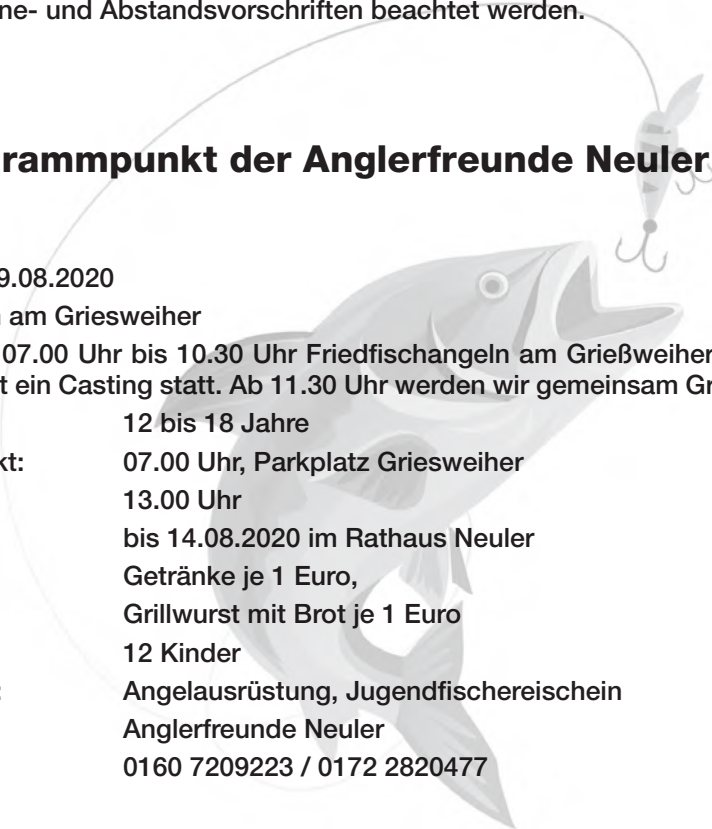 ne- und Abstandsvorschriften beachtet werden.
rammpunkt der Anglerfreunde Neuler
9.08.2020
am Griesweiher
07.00 Uhr bis 10.30 Uhr Friedfischangeln am Grießweiher
t ein Casting statt. Ab 11.30 Uhr werden wir gemeinsam Gr
12 bis 18 Jahre
kt: 07.00 Uhr, Parkplatz Griesweiher
13.00 Uhr
bis 14.08.2020 im Rathaus Neuler
Getränke je 1 Euro,
Grillwurst mit Brot je 1 Euro
12 Kinder
: Angelausrüstung, Jugendfischereischein
Anglerfreunde Neuler
0160 7209223 / 0172 2820477